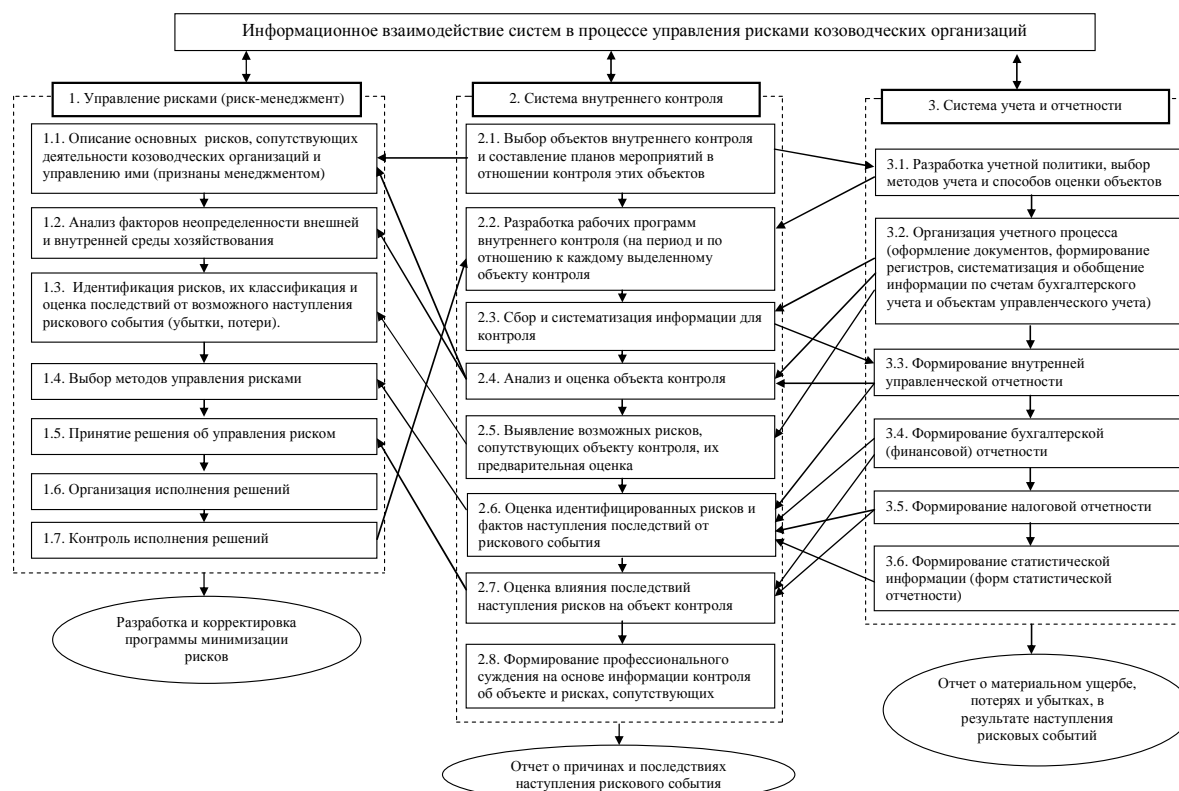 Информационное взаимодействие систем в процессе управления рисками козоводческих организаций
1. Управление рисками (риск-менеджмент)
1.1. Описание основных рисков, сопутствующих
деятельности козоводческих организаций и
управлению ими (признаны менеджментом)
1.2. Анализ факторов неопределенности внешней
и внутренней среды хозяйствования
1.3. Идентификация рисков, их классификация и
оценка последствий от возможного наступления
рискового события (убытки, потери).
1.4. Выбор методов управления рисками
1.5. Принятие решения об управления риском
1.6. Организация исполнения решений
1.7. Контроль исполнения решений
Разработка и корректировка
программы минимизации
рисков
2. Система внутреннего контроля
2.1. Выбор объектов внутреннего контроля
и составление планов мероприятий в
отношении контроля этих объектов
2.2. Разработка рабочих программ
внутреннего контроля (на период и по
отношению к каждому выделенному
объекту контроля
2.3. Сбор и систематизация информации для
контроля
2.4. Анализ и оценка объекта контроля
2.5. Выявление возможных рисков,
сопутствующих объекту контроля, их
предварительная оценка
2.6. Оценка идентифицированных рисков и
фактов наступления последствий от
рискового события
2.7. Оценка влияния последствий
наступления рисков на объект контроля
2.8. Формирование профессионального
суждения на основе информации контроля
об объекте и рисках, сопутствующих
Отчет о причинах и последствиях
наступления рискового события
3. Система учета и отчетности
3.1. Разработка учетной политики, выбор
методов учета и способов оценки объектов
3.2. Организация учетного процесса
(оформление документов, формирование
регистров, систематизация и обобщение
информации по счетам бухгалтерского
учета и объектам управленческого учета)
3.3. Формирование внутренней
управленческой отчетности
3.4. Формирование бухгалтерской
(финансовой) отчетности
3.5. Формирование налоговой отчетности
3.6. Формирование статистической
информации (форм статистической
отчетности)
Отчет о материальном ущербе,
потерях и убытках, в
результате наступления
рисковых событий